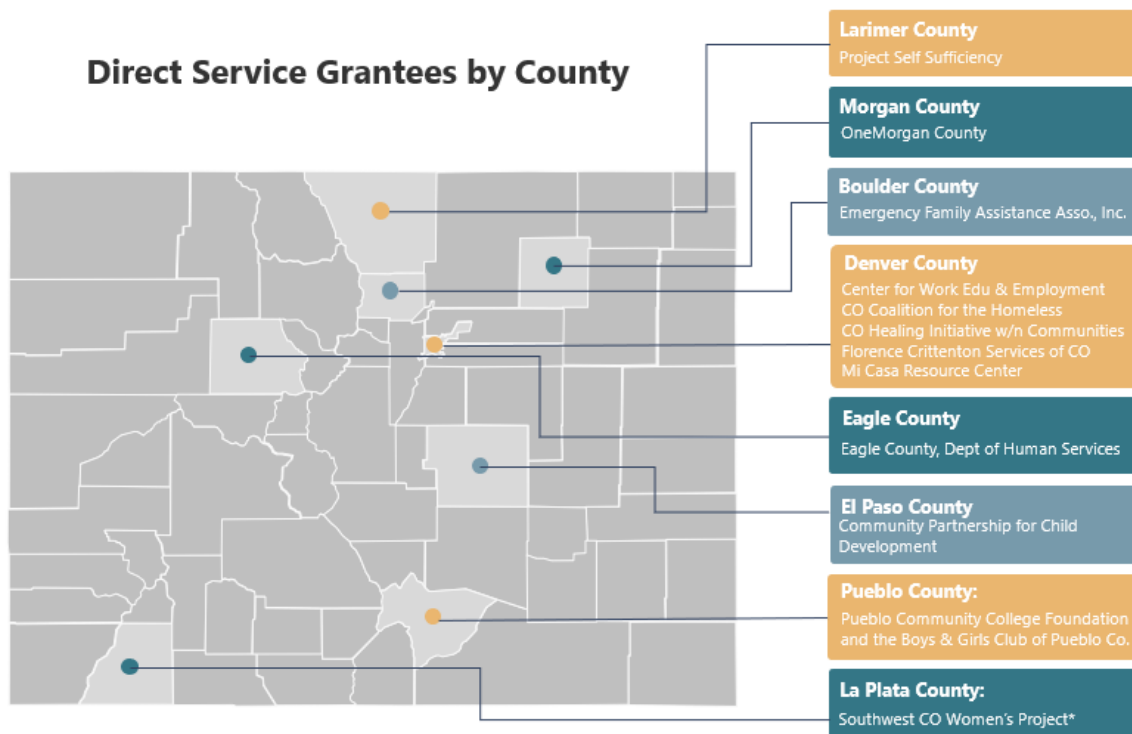 Direct Service Grantees by County
Larimer County
Project Self Sufficiency
Morgan County
OneMorgan County
Boulder County
Emergency Family Assistance Asso., Inc.
Denver County
Center for Work Edu & Employment
CO Coalition for the Homeless
CO Healing Initiative w/n Communities
Florence Crittenton Services of CO
Mi Casa Resource Center
Eagle County
Eagle County, Dept of Human Services
El Paso County
Community Partnership for Child
Development
Pueblo County:
Pueblo Community College Foundation
and the Boys & Girls Club of Pueblo Co.
La Plata County:
Southwest CO Women's Project*